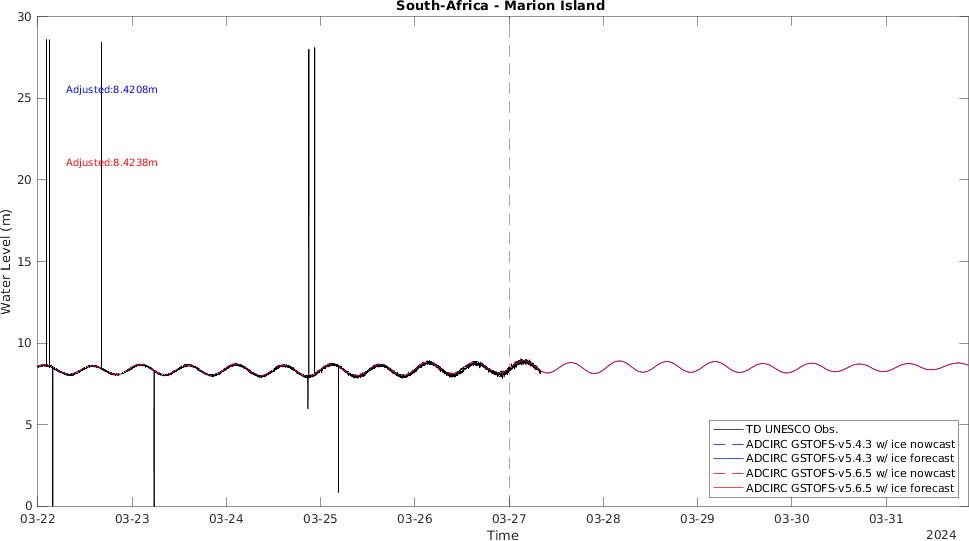 South-Africa - Marion Island
30
25
20
15
10
5
0
Water Level (m)
Adjusted:8.4208m
Adjusted:8.4238m
TD UNESCO Obs.
ADCIRC GSTOFS-v5.4.3 w/ ice nowcast
ADCIRC GSTOFS-v5.4.3 w/ ice forecast
ADCIRC GSTOFS-v5.6.5 w/ ice nowcast
ADCIRC GSTOFS-v5.6.5 w/ ice forecast
03-22 03-23 03-24 03-25 03-26 03-27 03-28 03-29 03-30 03-31
Time
2024